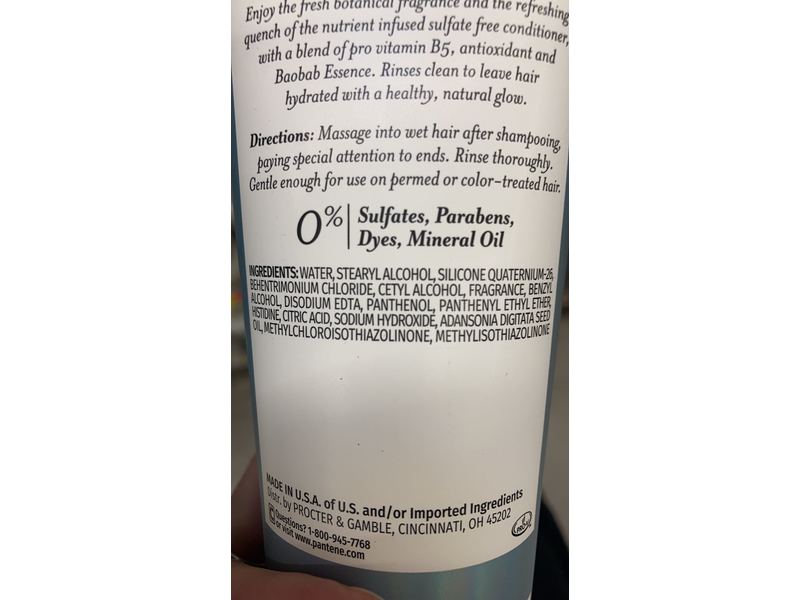 Enjoy the fresh botanical fragrance and the refreshing
quench of the nutrient infused sulfate free conditioner,
with a blend of pro vitamin B5, antioxidant and
Baobab Essence. Rinses clean to leave hair
hydrated with a healthy, natural glow.
Directions: Massage into wet hair after shampooing,
paying special attention to ends. Rinse thoroughly.
Gentle enough for use on permed or color-treated hair.
0% Sulfates, Parabens,
Dyes, Mineral Oil
INGREDIENTS: WATER, STEARYL ALCOHOL, SILICONE QUATERNIUM-26,
BEHENTRIMONIUM CHLORIDE, CETYL ALCOHOL, FRAGRANCE, BENZYL
ALCOHOL, DISODIUM EDTA, PANTHENOL, PANTHENYL ETHYL ETHER,
HISTIDINE, CITRIC ACID, SODIUM HYDROXIDE, ADANSONIA DIGITATA SEED
OIL, METHYLCHLOROISOTHIAZOLINONE, METHYLISOTHIAZOLINONE
MADE IN U.S.A. of U.S. and/or Imported Ingredients
Distr. by PROCTER & GAMBLE, CINCINNATI, OH 45202
Questions? 1-800-945-7768
or visit www.pantene.com